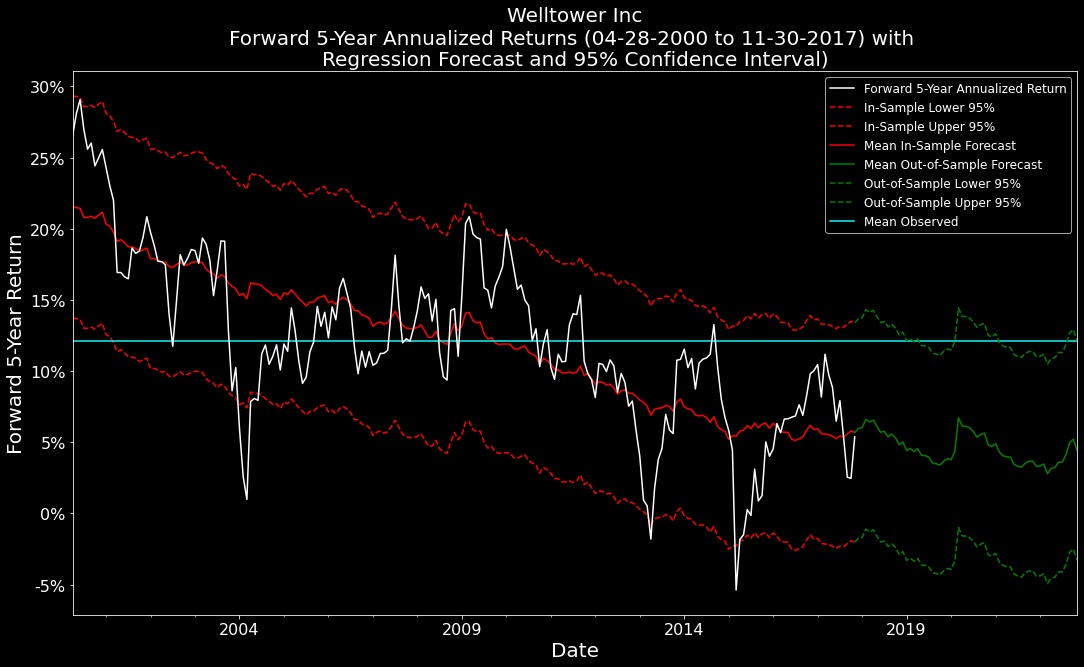 Welltower Inc
Forward 5-Year Annualized Returns (04-28-2000 to 11-30-2017) with
Regression Forecast and 95% Confidence Interval)
Forward 5-Year Annualized Return
In-Sample Lower 95%
In-Sample Upper 95%
Mean In-Sample Forecast
Mean Out-of-Sample Forecast
Out-of-Sample Lower 95%
Out-of-Sample Upper 95%
Mean Observed
Forward 5-Year Return
30%
25%
20%
15%
10%
5%
0%
-5%
2004
2009
2014
2019
Date